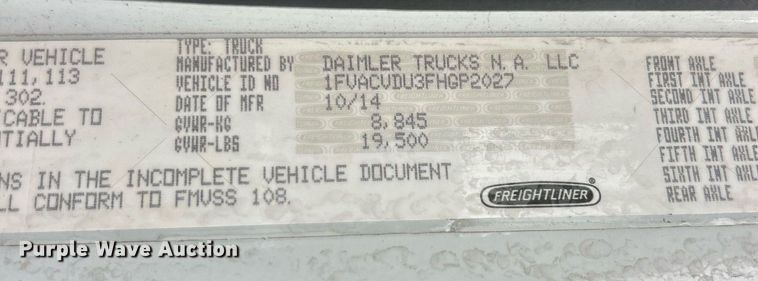 R VEHICLE
111, 113
302.
CABLE TO
TIALLY
TYPE: TRUCK
MANUFACTURED BY DAIMLER TRUCKS N.A. LLC
VEHICLE ID NO 1FVACVDU3FHGP2027
DATE OF MFR 10/14
GVWR-KG 8,845
GVWR-LBS 19,500
NS IN THE INCOMPLETE VEHICLE DOCUMENT
LL CONFORM TO FMVSS 108.
FREIGHTLINER®
FRONT AXLE
FIRST INT AXLE
SECOND INT AXLE
THIRD INT AXLE
FOURTH INT AXLE
FIFTH INT AXLE
SIXTH INT AXLE
REAR AXLE
Purple Wave Auction